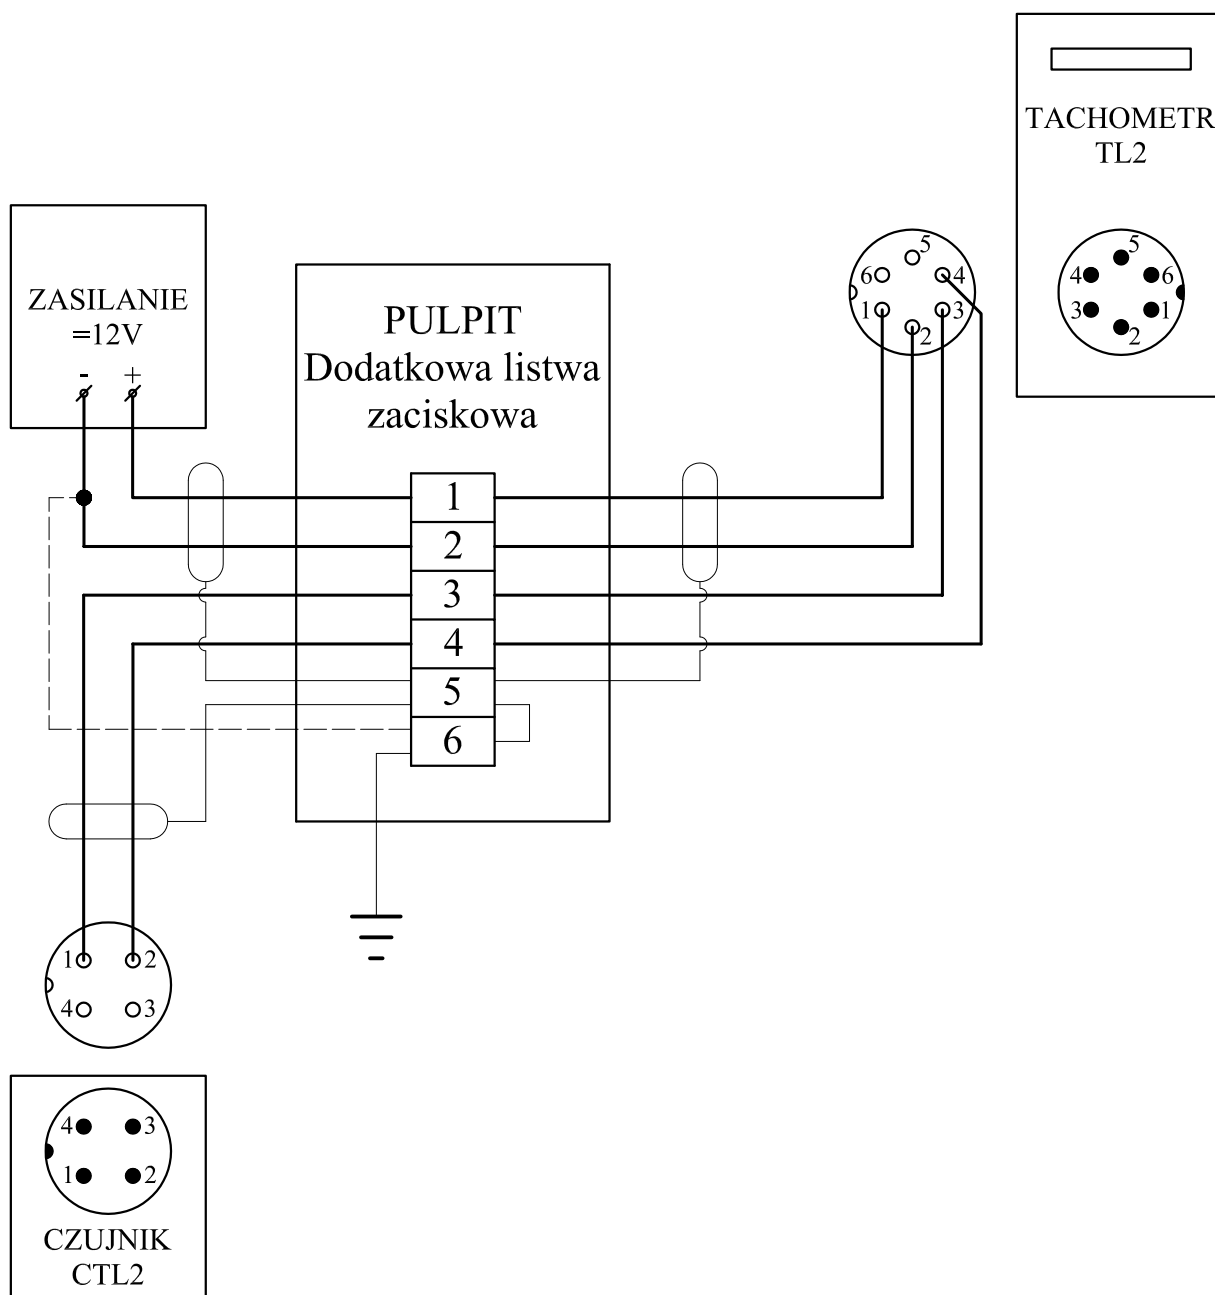 TACHOMETR
TL2
5
4
6
3
1
2
ZASILANIE
=12V
- +
PULPIT
Dodatkowa listwa
zaciskowa
5
6
4
1
3
2
1
2
3
4
5
6
1 2
4 3
4 3
1 2
CZUJNIK
CTL2